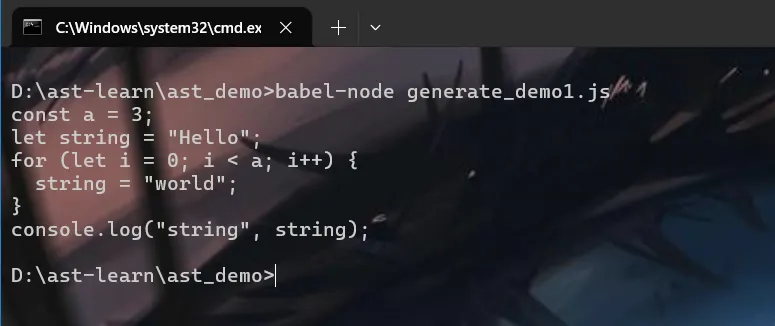 C:\Windows\system32\cmd.ex
D:\ast-learn\ast_demo>babel-node generate_demo1.js
const a = 3;
let string = "Hello";
for (let i = 0; i < a; i++) {
  string = "world";
}
console.log("string", string);
D:\ast-learn\ast_demo>